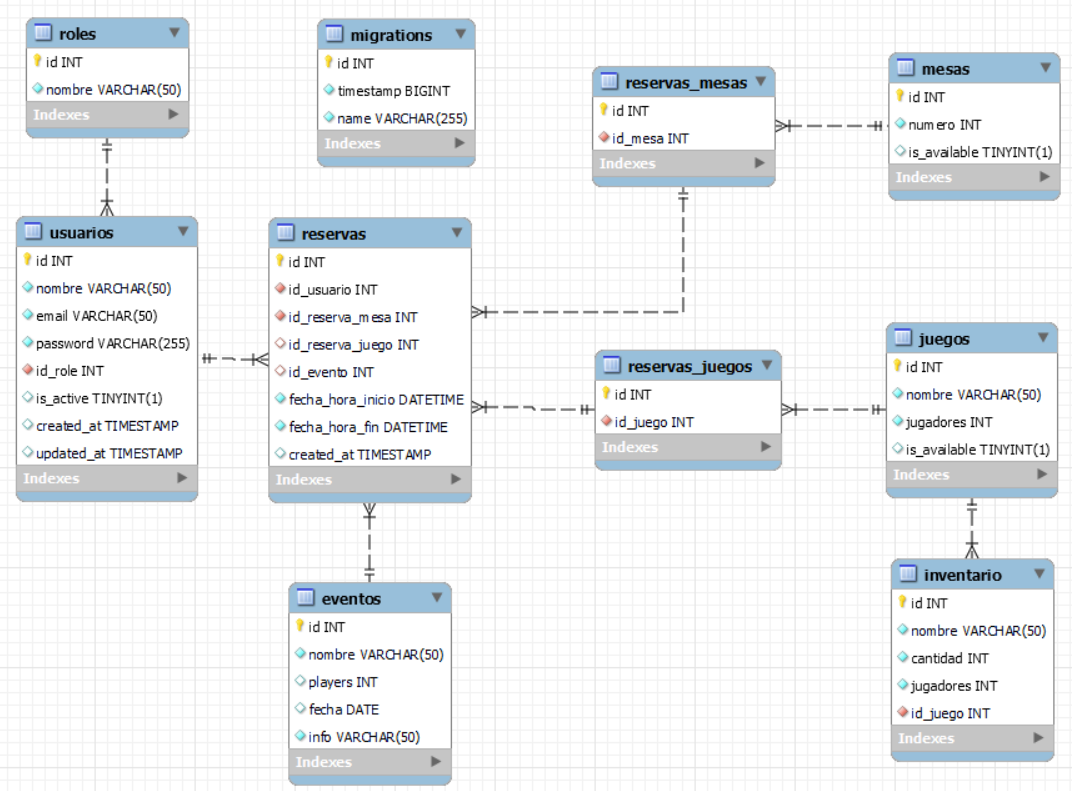 roles
id INT
nombre VARCHAR(50)
Indexes
migrations
id INT
timestamp BIGINT
name VARCHAR(255)
Indexes
reservas_mesas
id INT
id_mesa INT
Indexes
mesas
id INT
numero INT
is_available TINYINT(1)
Indexes
usuarios
id INT
nombre VARCHAR(50)
email VARCHAR(50)
password VARCHAR(255)
id_role INT
is_active TINYINT(1)
created_at TIMESTAMP
updated_at TIMESTAMP
Indexes
reservas
id INT
id_usuario INT
id_reserva_mesa INT
id_reserva_juego INT
id_evento INT
fecha_hora_inicio DATETIME
fecha_hora_fin DATETIME
created_at TIMESTAMP
Indexes
reservas_juegos
id INT
id_juego INT
Indexes
juegos
id INT
nombre VARCHAR(50)
jugadores INT
is_available TINYINT(1)
Indexes
eventos
id INT
nombre VARCHAR(50)
players INT
fecha DATE
info VARCHAR(50)
Indexes
inventario
id INT
nombre VARCHAR(50)
cantidad INT
jugadores INT
id_juego INT
Indexes